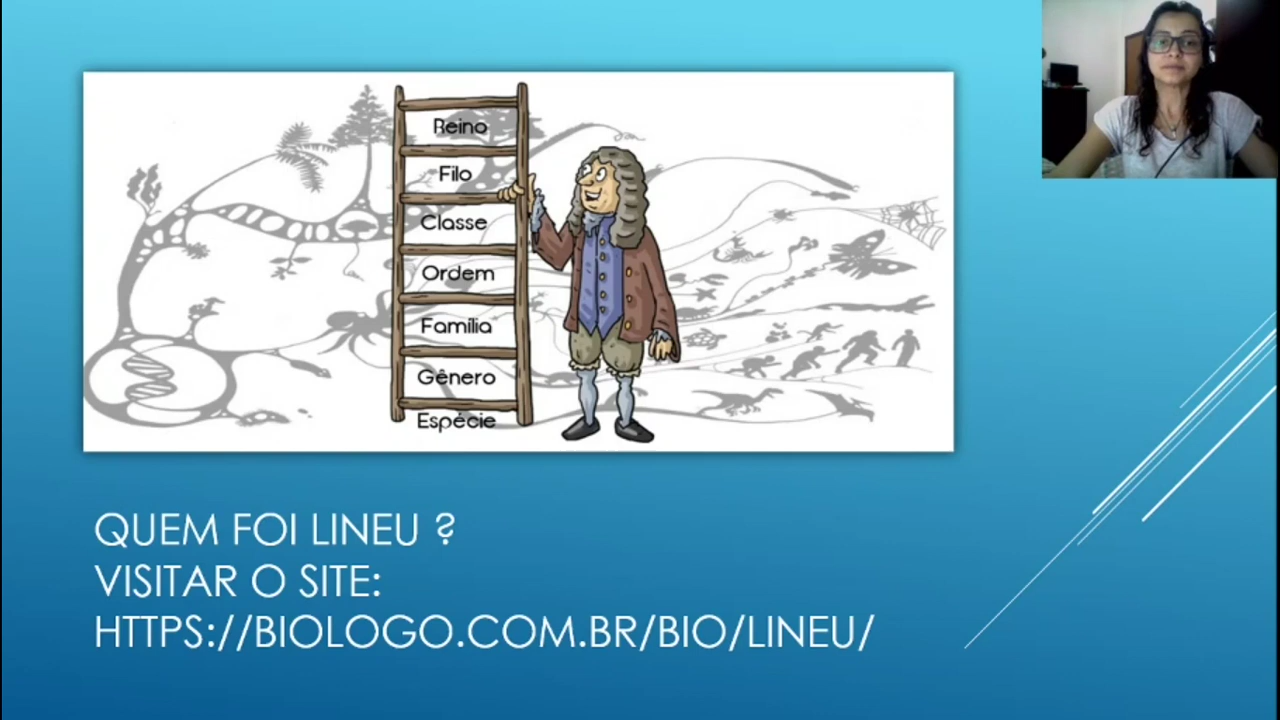 Reino
Filo
Classe
Ordem
Família
Gênero
Espécie
QUEM FOI LINEU ?
VISITAR O SITE:
HTTPS://BIOLOGO.COM.BR/BIO/LINEU/